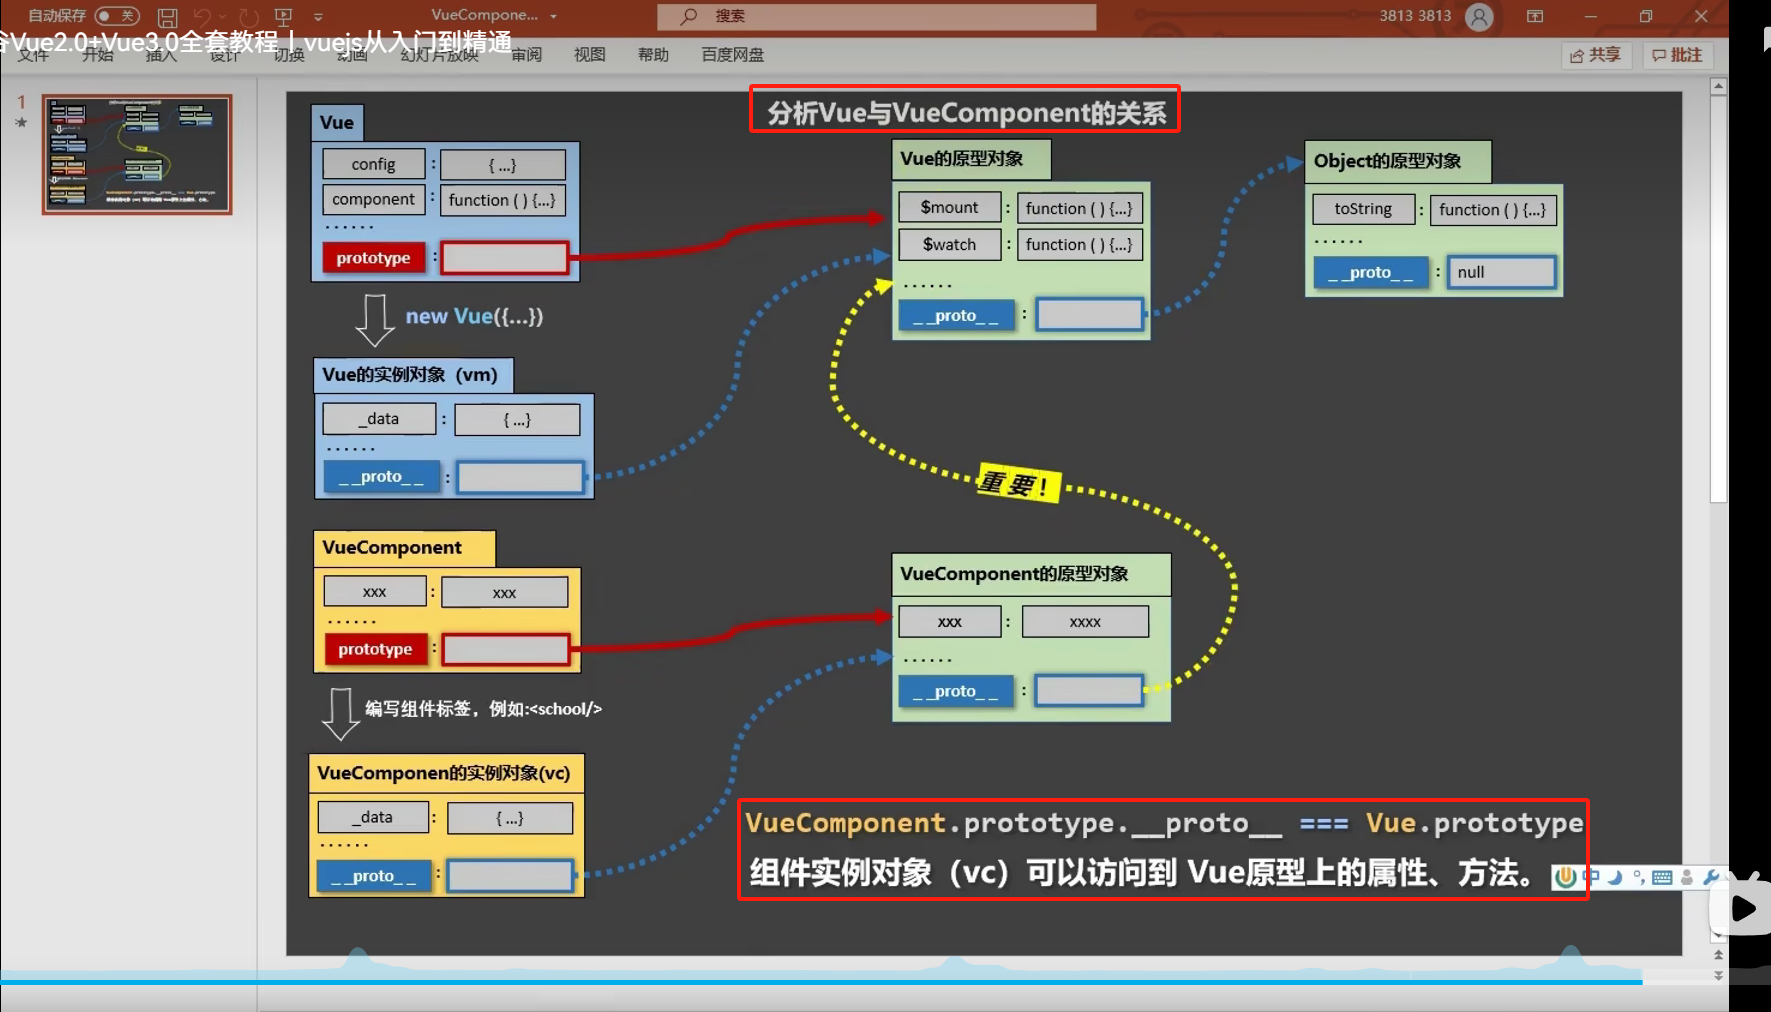 自动保存 关
VueCompone...
搜索
3813 3813
谷Vue2.0+Vue3.0全套教程丨vuejs从入门到精通
文件 开始 插入 设计 切换 动画 幻灯片放映 审阅 视图 帮助 百度网盘
共享 批注
1
分析Vue与VueComponent的关系
Vue
config : { ...}
component : function ( ) {...}
······
prototype :
new Vue({...})
Vue的实例对象（vm）
_data : { ...}
······
__proto__ :
VueComponent
xxx : xxx
······
prototype :
编写组件标签，例如:<school/>
VueComponen的实例对象(vc)
_data : { ...}
······
__proto__ :
Vue的原型对象
$mount : function ( ) {...}
$watch : function ( ) {...}
······
__proto__ :
Object的原型对象
toString : function ( ) {...}
······
__proto__ : null
重要！
VueComponent的原型对象
xxx : xxxx
······
__proto__ :
VueComponent.prototype.__proto__ === Vue.prototype
组件实例对象（vc）可以访问到 Vue原型上的属性、方法。
中